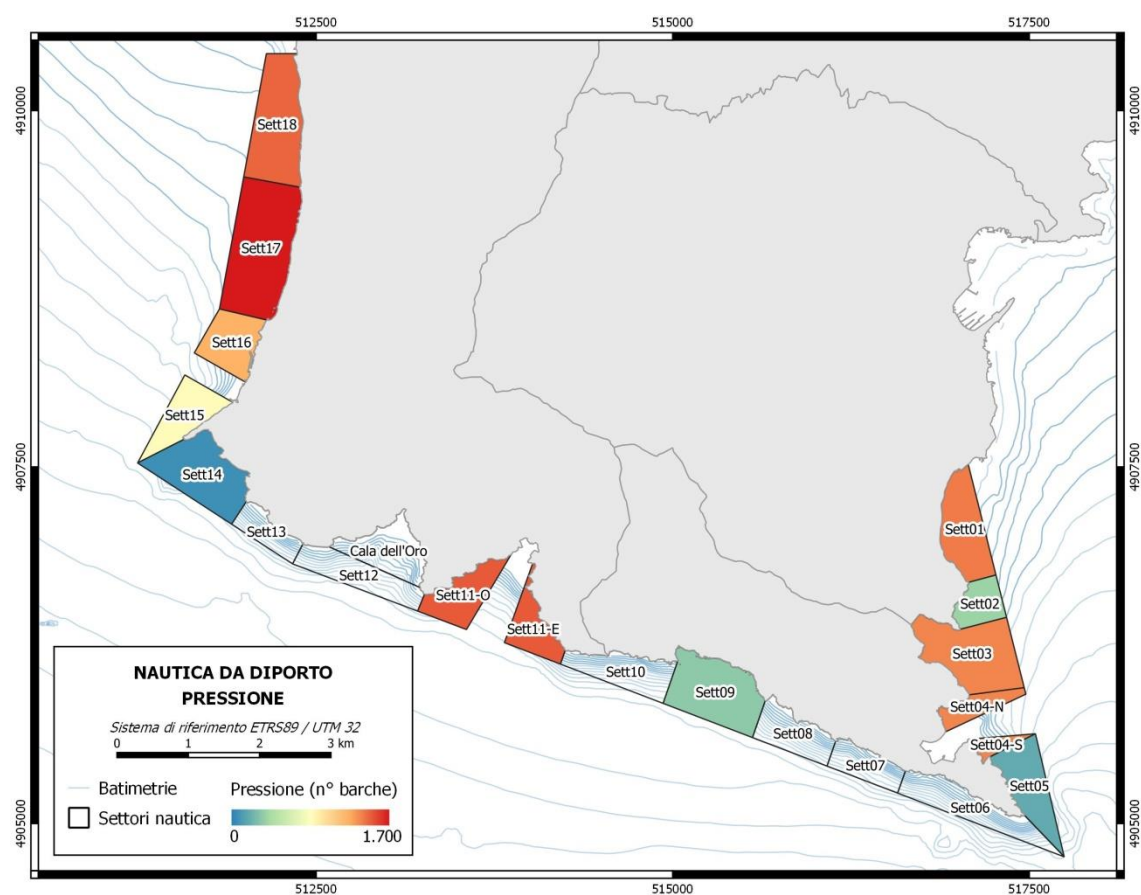 512500
515000
517500
4910000
4910000
Sett18
Sett17
Sett16
Sett15
4907500
4907500
Sett14
Sett13
Sett01
Cala dell'Oro
Sett12
Sett11-O
Sett02
Sett11-E
Sett03
Sett10
Sett09
Sett04-N
Sett08
Sett04-S
Sett07
Sett05
Sett06
NAUTICA DA DIPORTO
PRESSIONE
Sistema di riferimento ETRS89 / UTM 32
0 1 2 3 km
Batimetrie
Pressione (n° barche)
Settori nautica
0
1.700
4905000
4905000
512500
515000
517500